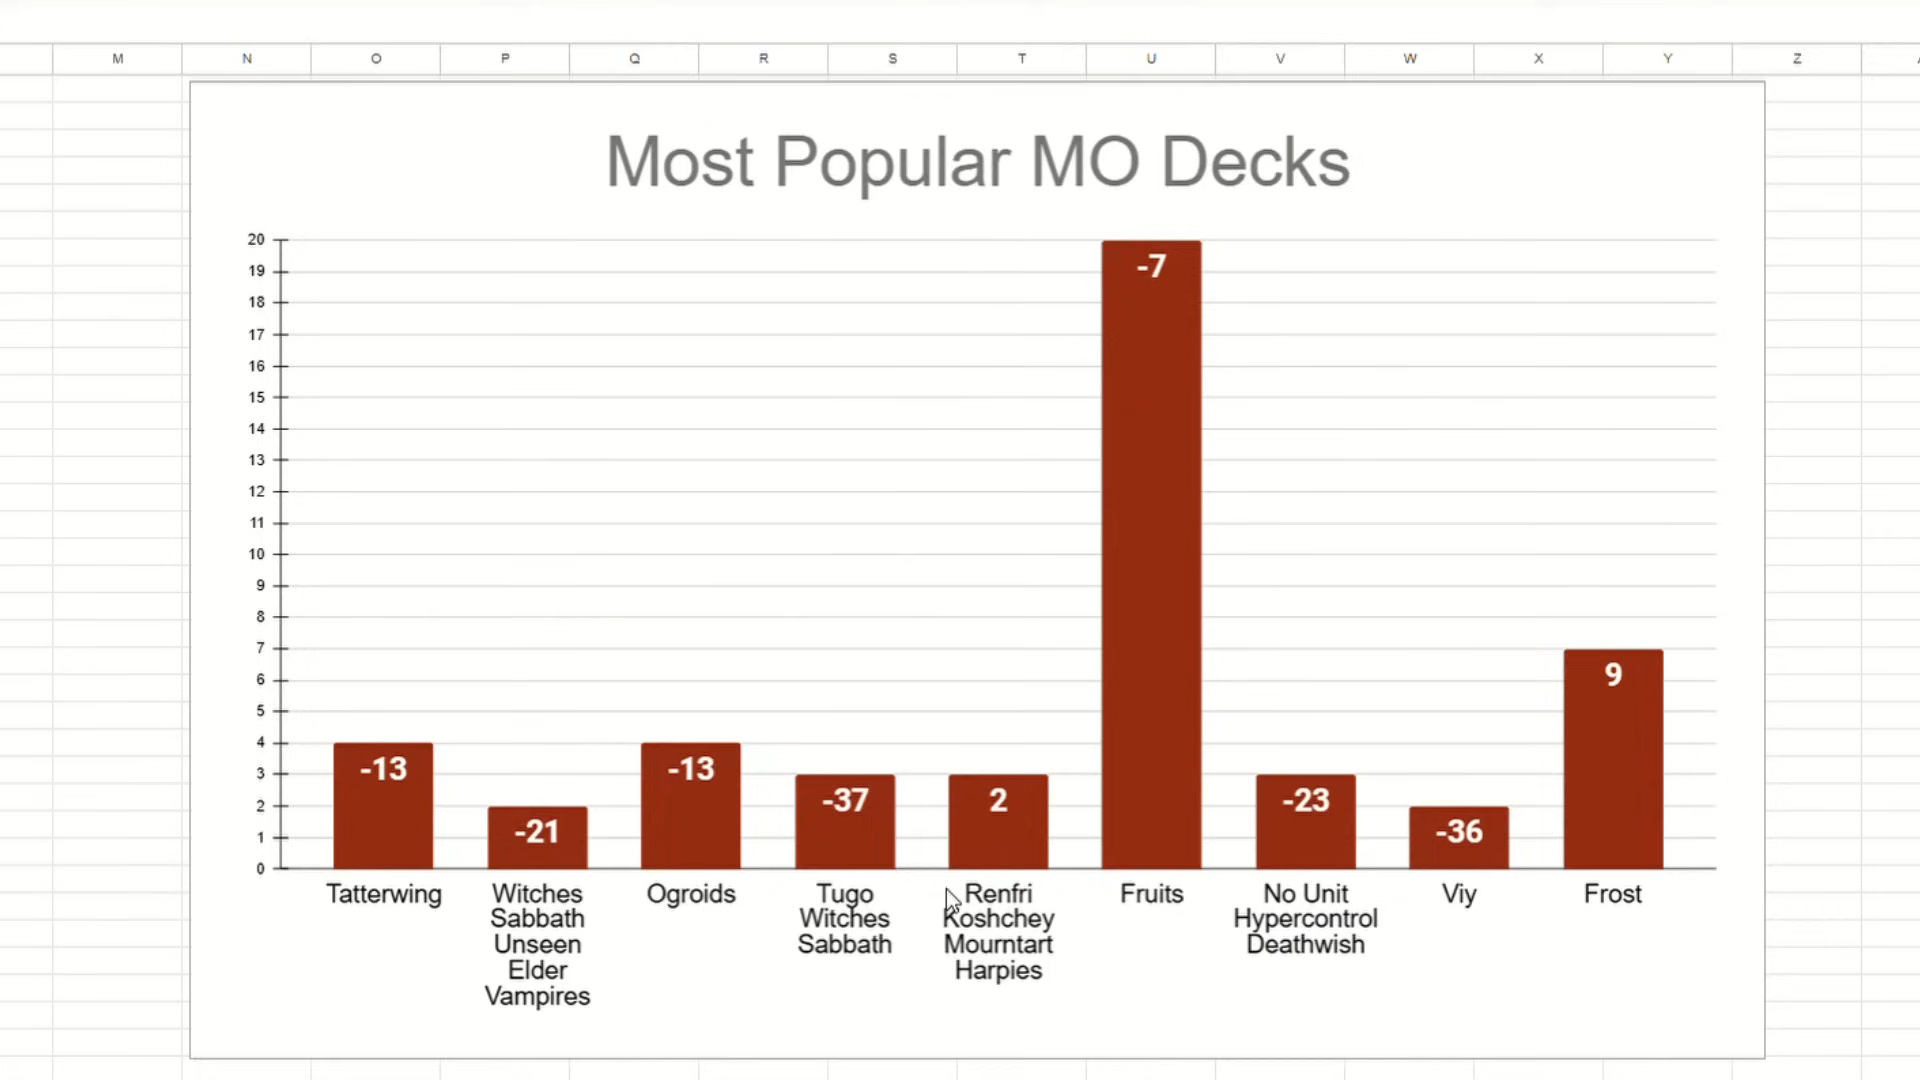 M N O P Q R S T U V W X Y Z
Most Popular MO Decks
20
19
18
17
16
15
14
13
12
11
10
9
8
7
6
5
4
3
2
1
0
-13
-21
-13
-37
2
-7
-23
-36
9
Tatterwing
Witches
Sabbath
Unseen
Elder
Vampires
Ogroids
Tugo
Witches
Sabbath
Renfri
Koshchey
Mourntart
Harpies
Fruits
No Unit
Hypercontrol
Deathwish
Viy
Frost